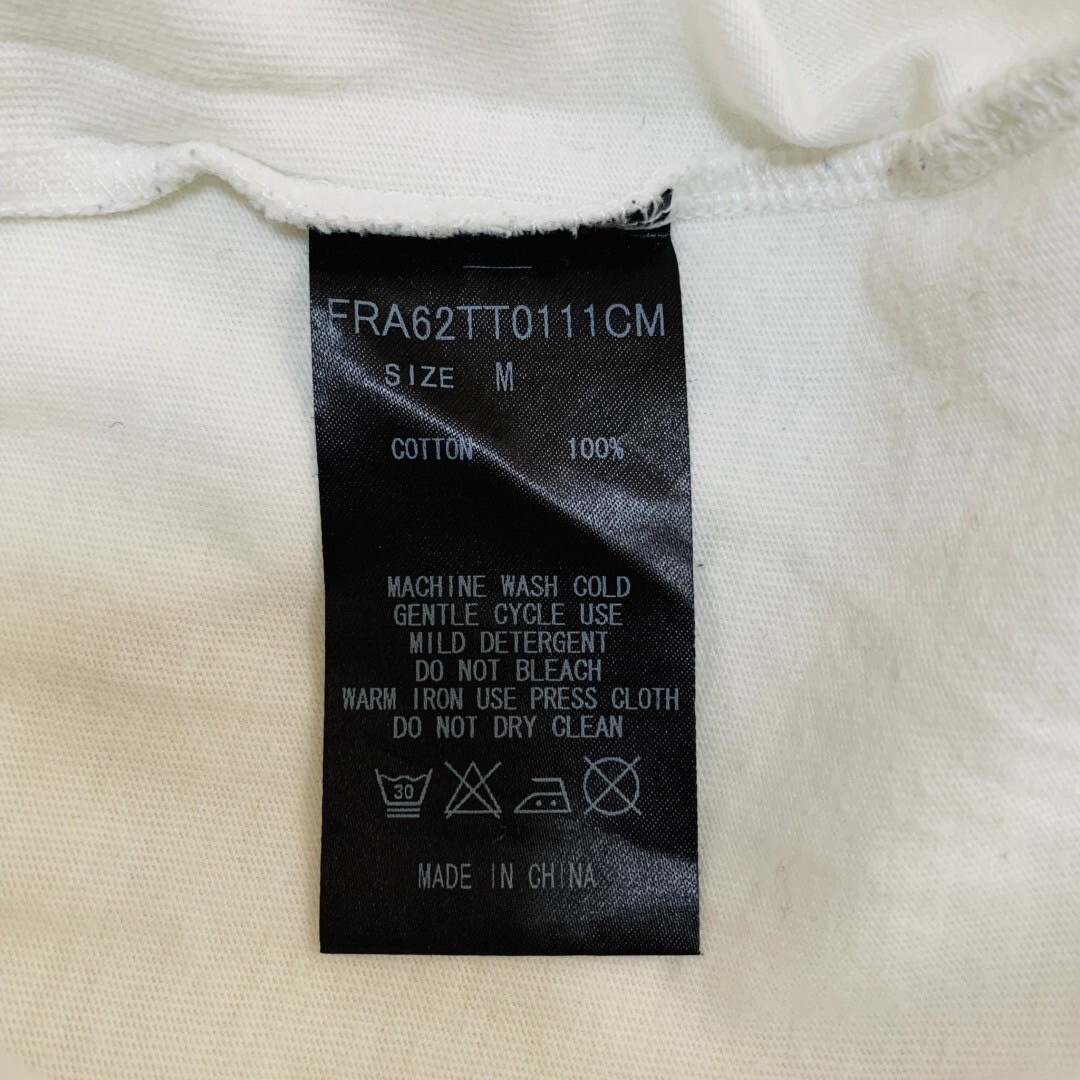 FRA62TT0111CM
SIZE M
COTTON 100%
MACHINE WASH COLD
GENTLE CYCLE USE
MILD DETERGENT
DO NOT BLEACH
WARM IRON USE PRESS CLOTH
DO NOT DRY CLEAN
30
MADE IN CHINA